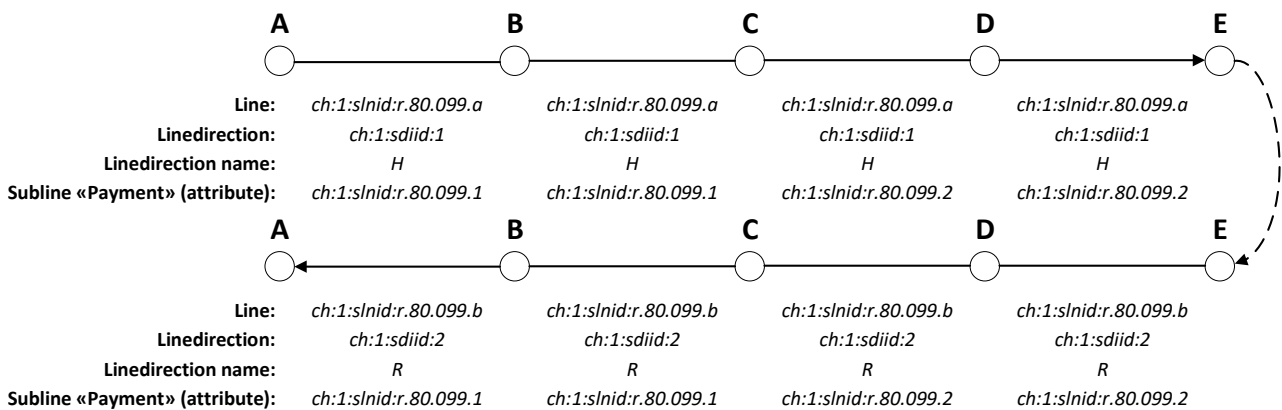 A B C D E
Line: ch:1:slnid:r.80.099.a ch:1:slnid:r.80.099.a ch:1:slnid:r.80.099.a ch:1:slnid:r.80.099.a
Linedirection: ch:1:sdiid:1 ch:1:sdiid:1 ch:1:sdiid:1 ch:1:sdiid:1
Linedirection name: H H H H
Subline «Payment» (attribute): ch:1:slnid:r.80.099.1 ch:1:slnid:r.80.099.1 ch:1:slnid:r.80.099.2 ch:1:slnid:r.80.099.2
A B C D E
Line: ch:1:slnid:r.80.099.b ch:1:slnid:r.80.099.b ch:1:slnid:r.80.099.b ch:1:slnid:r.80.099.b
Linedirection: ch:1:sdiid:2 ch:1:sdiid:2 ch:1:sdiid:2 ch:1:sdiid:2
Linedirection name: R R R R
Subline «Payment» (attribute): ch:1:slnid:r.80.099.1 ch:1:slnid:r.80.099.1 ch:1:slnid:r.80.099.2 ch:1:slnid:r.80.099.2